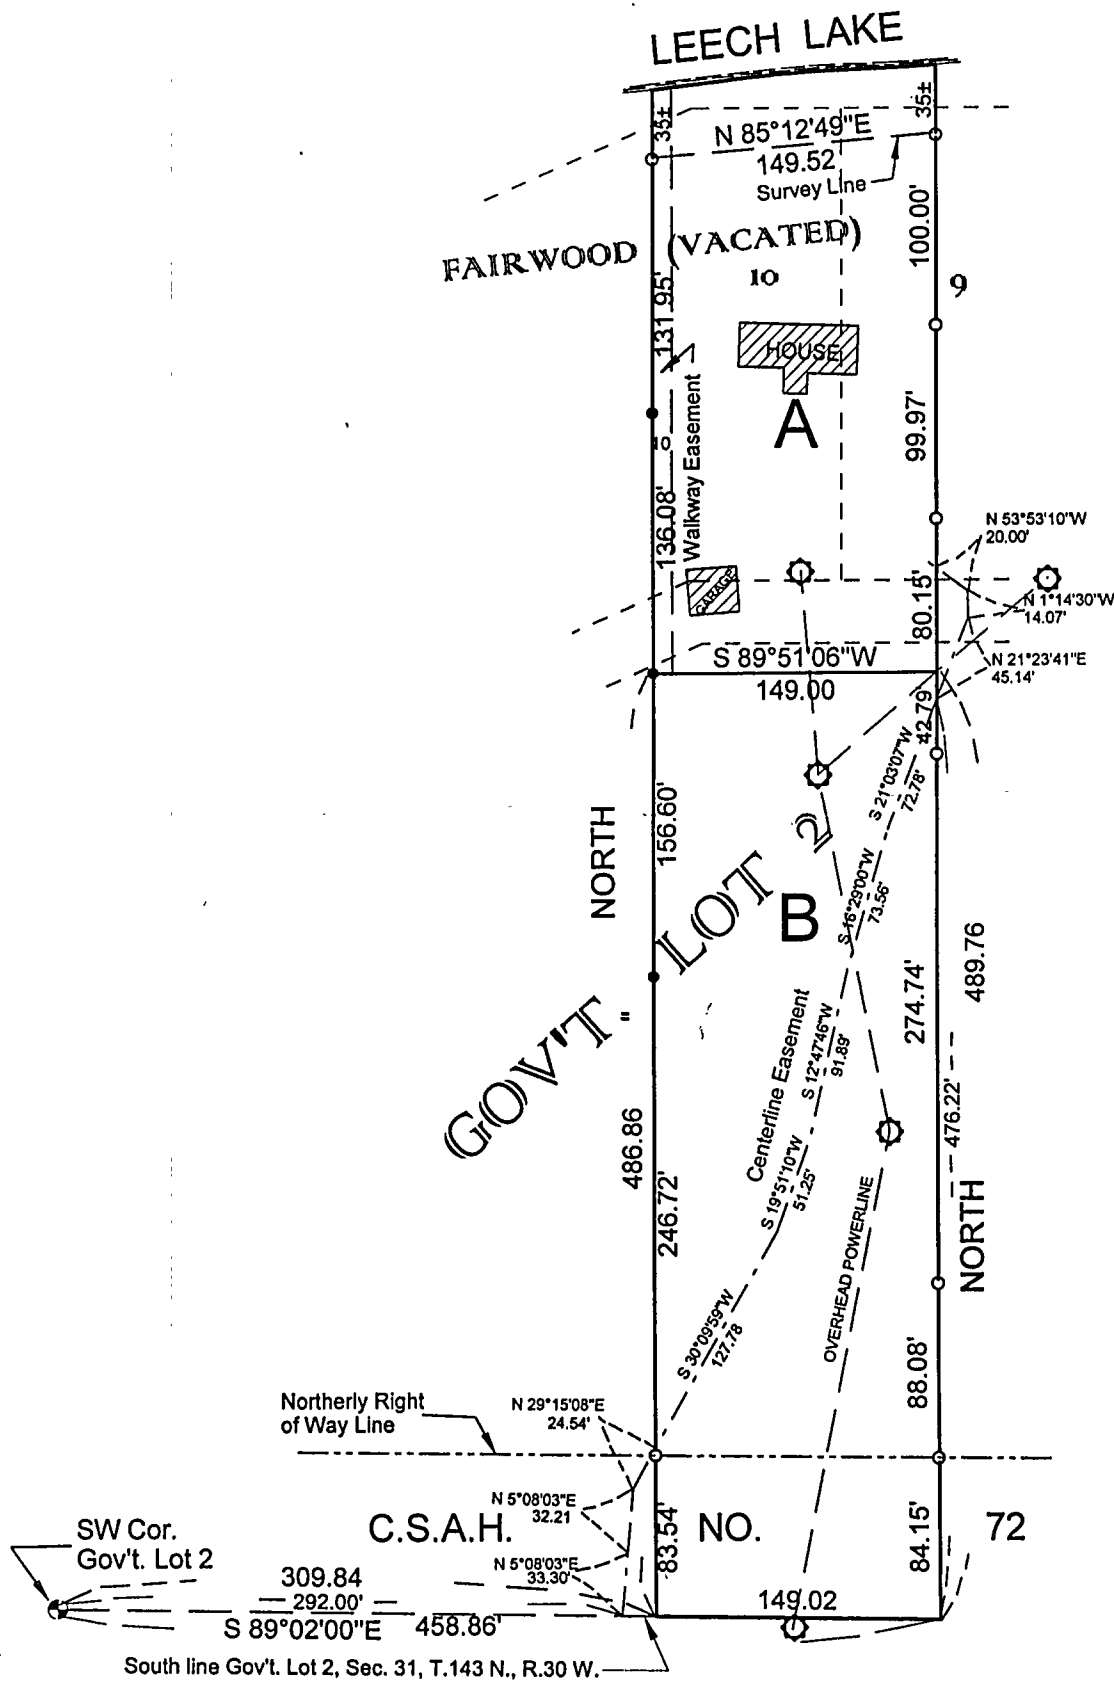 LEECH LAKE
35±
35±
N 85°12'49"E
149.52
Survey Line
100.00'
FAIRWOOD (VACATED)
10
9
131.95'
HOUSE
Walkway Easement
A
99.97'
10
136.08'
N 53°53'10"W
20.00'
GARAGE
80.15'
N 1°14'30"W
14.07'
S 89°51'06"W
149.00
N 21°23'41"E
45.14'
42.79'
S 21°03'07"W
72.78'
156.60'
NORTH
GOV'T. LOT 2
B
S 16°29'00"W
73.56'
274.74'
489.76
Centerline Easement
S 12°47'46"W
91.89'
476.22'
486.86
246.72'
S 19°51'10"W
51.25'
NORTH
OVERHEAD POWERLINE
S 30°09'59"W
127.78
88.08'
Northerly Right
of Way Line
N 29°15'08"E
24.54'
N 5°08'03"E
32.21
C.S.A.H. NO. 72
83.54'
84.15'
SW Cor.
Gov't. Lot 2
N 5°08'03"E
33.30'
309.84
292.00'
149.02
S 89°02'00"E 458.86'
South line Gov't. Lot 2, Sec. 31, T.143 N., R.30 W.